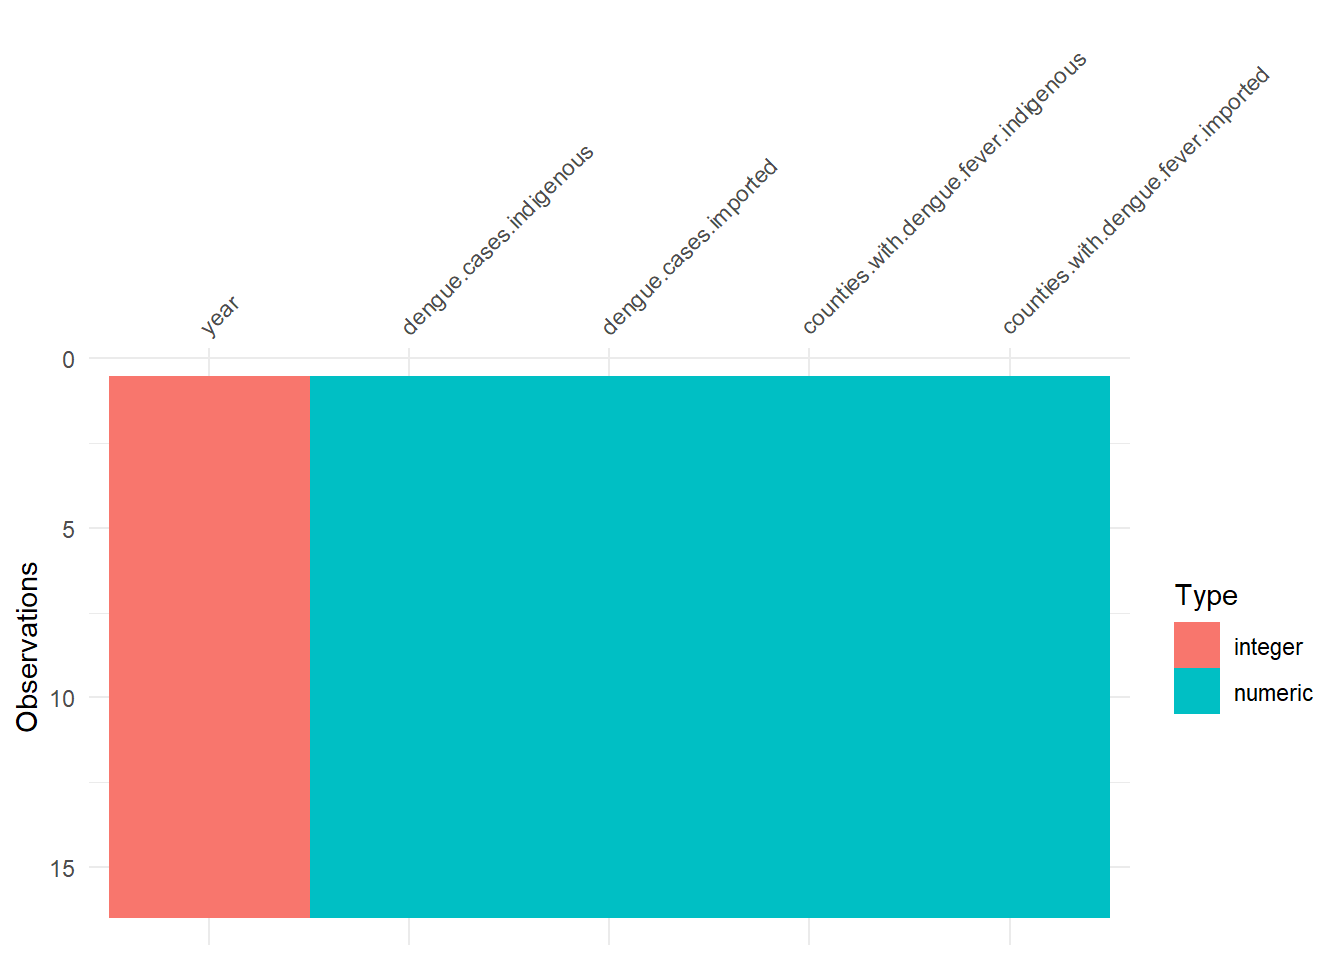 year
dengue.cases.indigenous
dengue.cases.imported
counties.with.dengue.fever.indigenous
counties.with.dengue.fever.imported
0
5
10
15
Observations
Type
integer
numeric